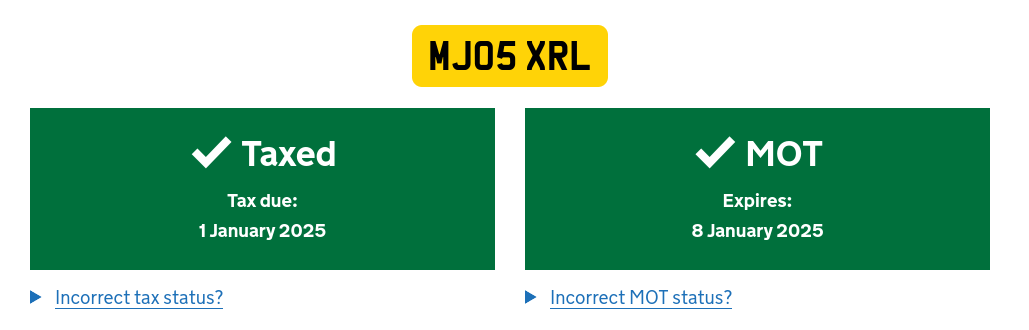 MJ05 XRL
Taxed
Tax due:
1 January 2025
Incorrect tax status?
MOT
Expires:
8 January 2025
Incorrect MOT status?